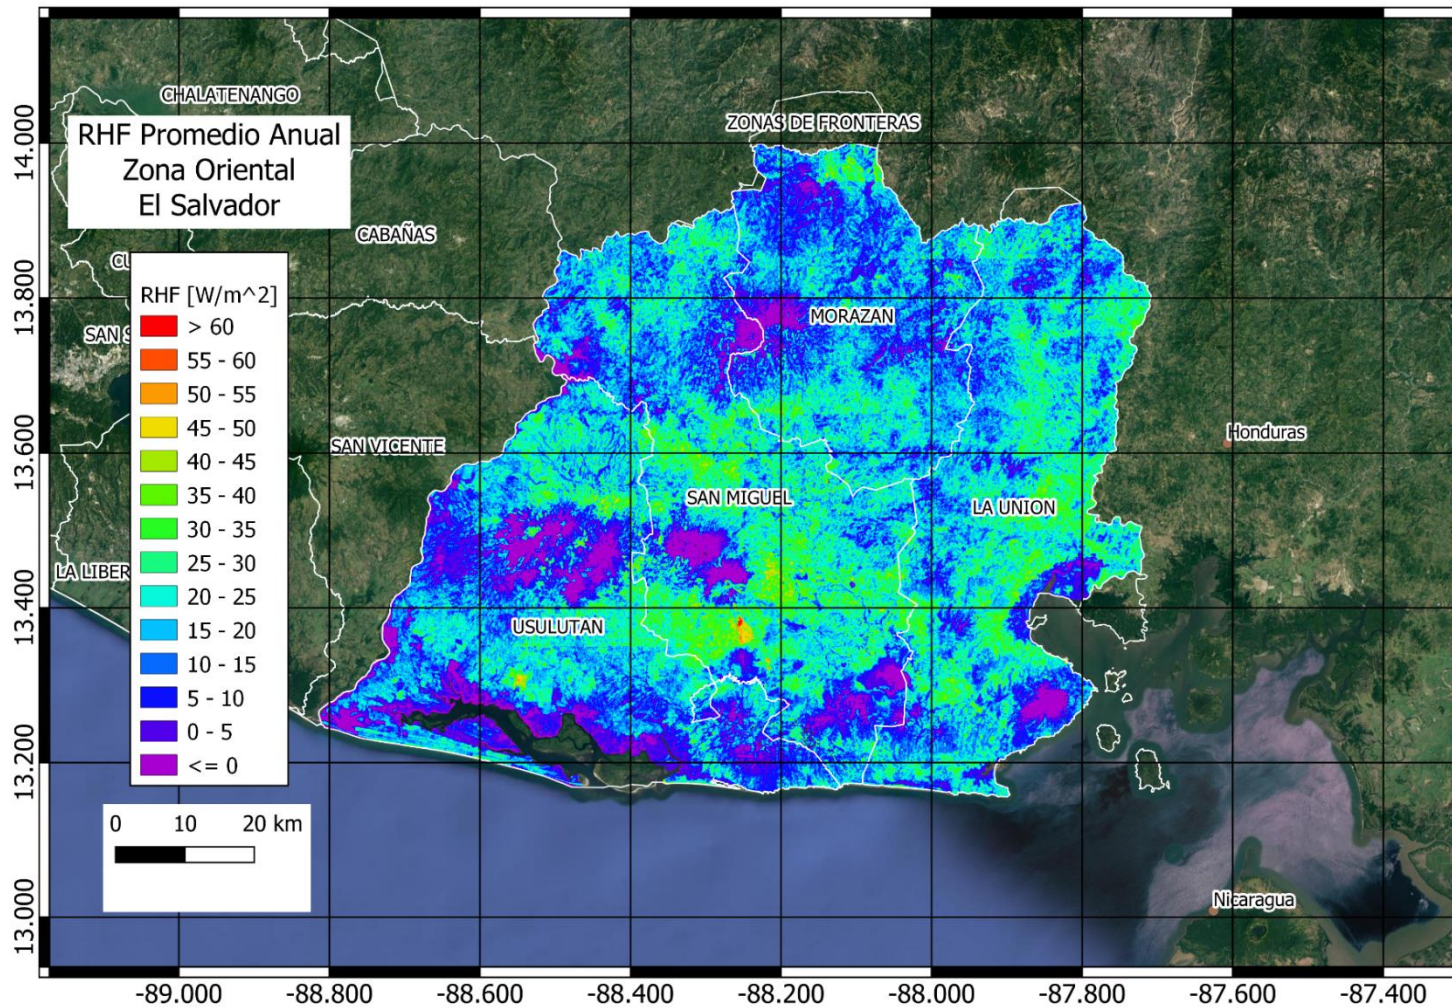 CHALATENANGO
RHF Promedio Anual
Zona Oriental
El Salvador
ZONAS DE FRONTERAS
CABAÑAS
CU
SAN S
SAN VICENTE
LA LIBER
MORAZAN
SAN MIGUEL
LA UNION
USULUTAN
Honduras
Nicaragua
RHF [W/m^2]
> 60
55 - 60
50 - 55
45 - 50
40 - 45
35 - 40
30 - 35
25 - 30
20 - 25
15 - 20
10 - 15
5 - 10
0 - 5
<= 0
0 10 20 km
14.000
13.800
13.600
13.400
13.200
13.000
-89.000 -88.800 -88.600 -88.400 -88.200 -88.000 -87.800 -87.600 -87.400